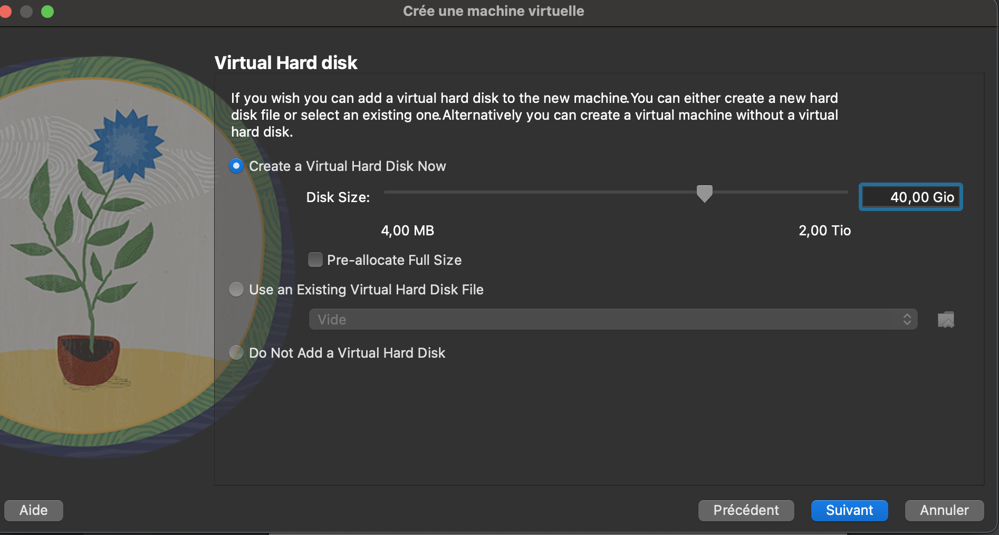 Crée une machine virtuelle
Virtual Hard disk
If you wish you can add a virtual hard disk to the new machine.You can either create a new hard
disk file or select an existing one.Alternatively you can create a virtual machine without a virtual
hard disk.
Create a Virtual Hard Disk Now
Disk Size:
40,00 Gio
4,00 MB
2,00 Tio
Pre-allocate Full Size
Use an Existing Virtual Hard Disk File
Vide
Do Not Add a Virtual Hard Disk
Aide
Précédent
Suivant
Annuler